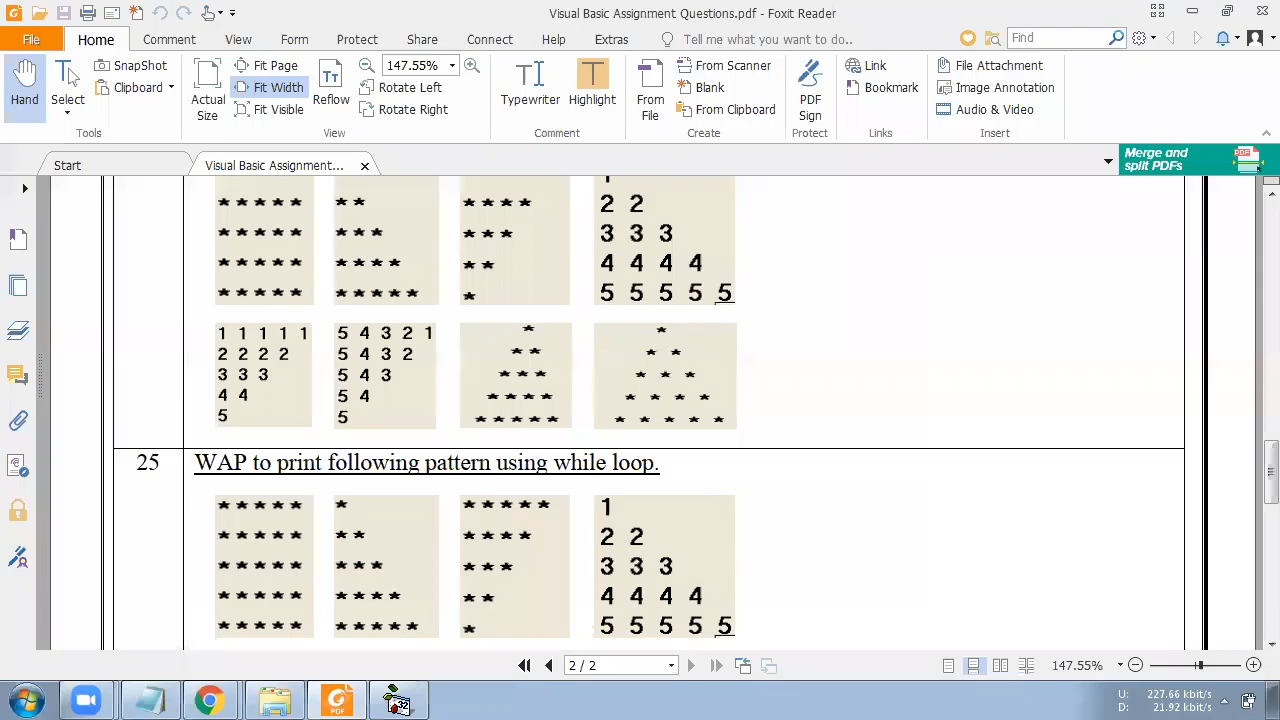 Visual Basic Assignment Questions.pdf - Foxit Reader
File Home Comment View Form Protect Share Connect Help Extras Tell me what you want to do.. Find
Hand
Select
SnapShot
Clipboard
Tools
Actual Size
Fit Page
Fit Width
Fit Visible
Reflow
147.55%
Rotate Left
Rotate Right
View
Typewriter
Highlight
Comment
From File
From Scanner
Blank
From Clipboard
Create
PDF Sign
Protect
Link
Bookmark
Links
File Attachment
Image Annotation
Audio & Video
Insert
Start
Visual Basic Assignment...
Merge and split PDFs
* * * * * * * * * * * 2 2
* * * * * * * * * * * 3 3 3
* * * * * * * * * * * 4 4 4 4
* * * * * * * * * * * 5 5 5 5 5
1 1 1 1 1 5 4 3 2 1 * *
2 2 2 2 5 4 3 2 * * * *
3 3 3 5 4 3 * * * * * *
4 4 5 4 * * * * * * * *
5 5 * * * * * * * * * *
25 WAP to print following pattern using while loop.
* * * * * * * * * * * 1
* * * * * * * * * * * 2 2
* * * * * * * * * * * 3 3 3
* * * * * * * * * * * 4 4 4 4
* * * * * * * * * * * 5 5 5 5 5
2 / 2
147.55%
PDF
32
U: 227.66 kbit/s
D: 21.92 kbit/s